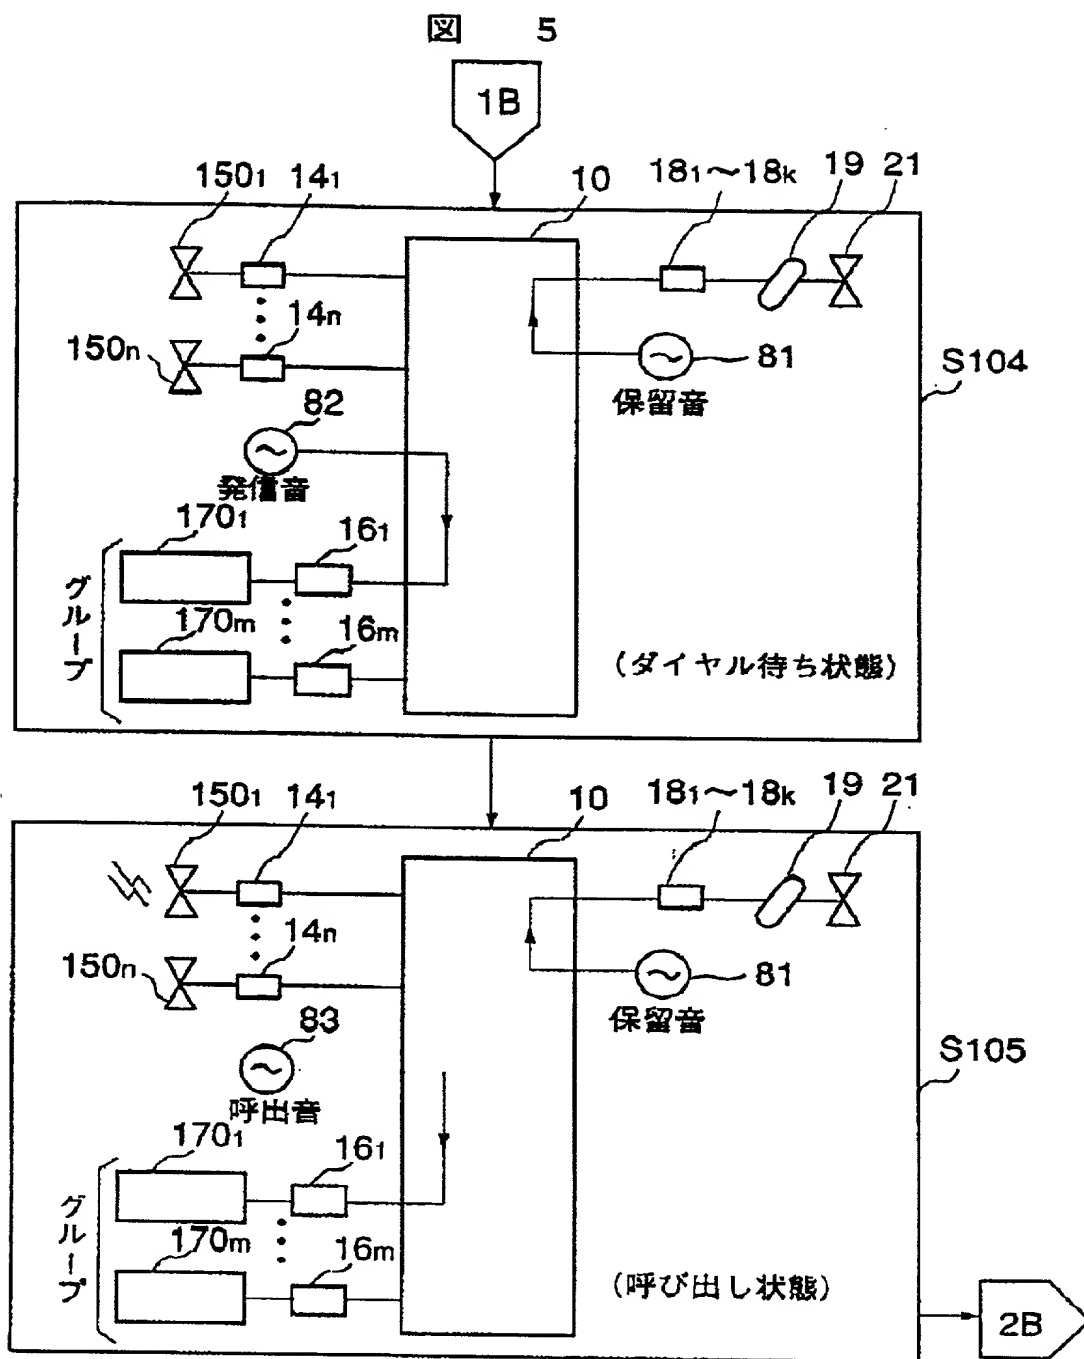 図 5
1B
150₁ 14₁ 10 18₁～18k 19 21
14n
150n
81
保留音
S104
82
発信音
170₁ 16₁
グループ
170m 16m
(ダイヤル待ち状態)
150₁ 14₁ 10 18₁～18k 19 21
14n
150n
81
保留音
83
S105
呼出音
170₁ 16₁
グループ
170m 16m
(呼び出し状態)
2B